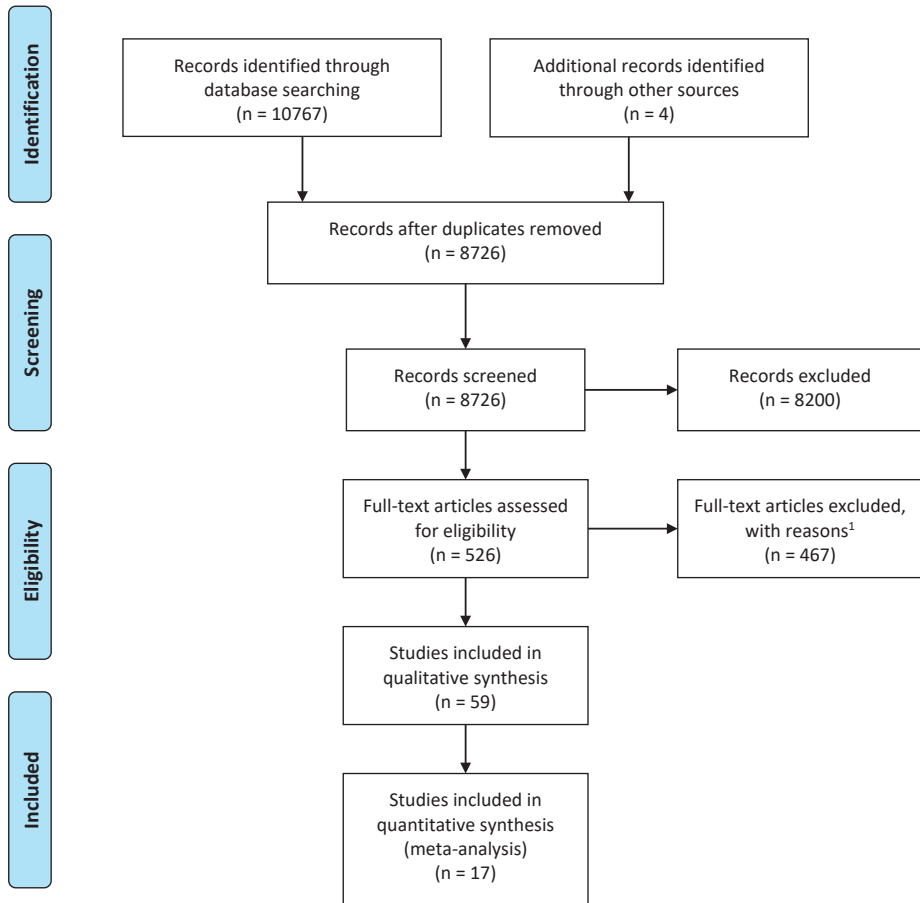 Identification
Records identified through
database searching
(n = 10767)
Additional records identified
through other sources
(n = 4)
Records after duplicates removed
(n = 8726)
Screening
Records screened
(n = 8726)
Records excluded
(n = 8200)
Eligibility
Full-text articles assessed
for eligibility
(n = 526)
Full-text articles excluded,
with reasons¹
(n = 467)
Studies included in
qualitative synthesis
(n = 59)
Included
Studies included in
quantitative synthesis
(meta-analysis)
n = 17)